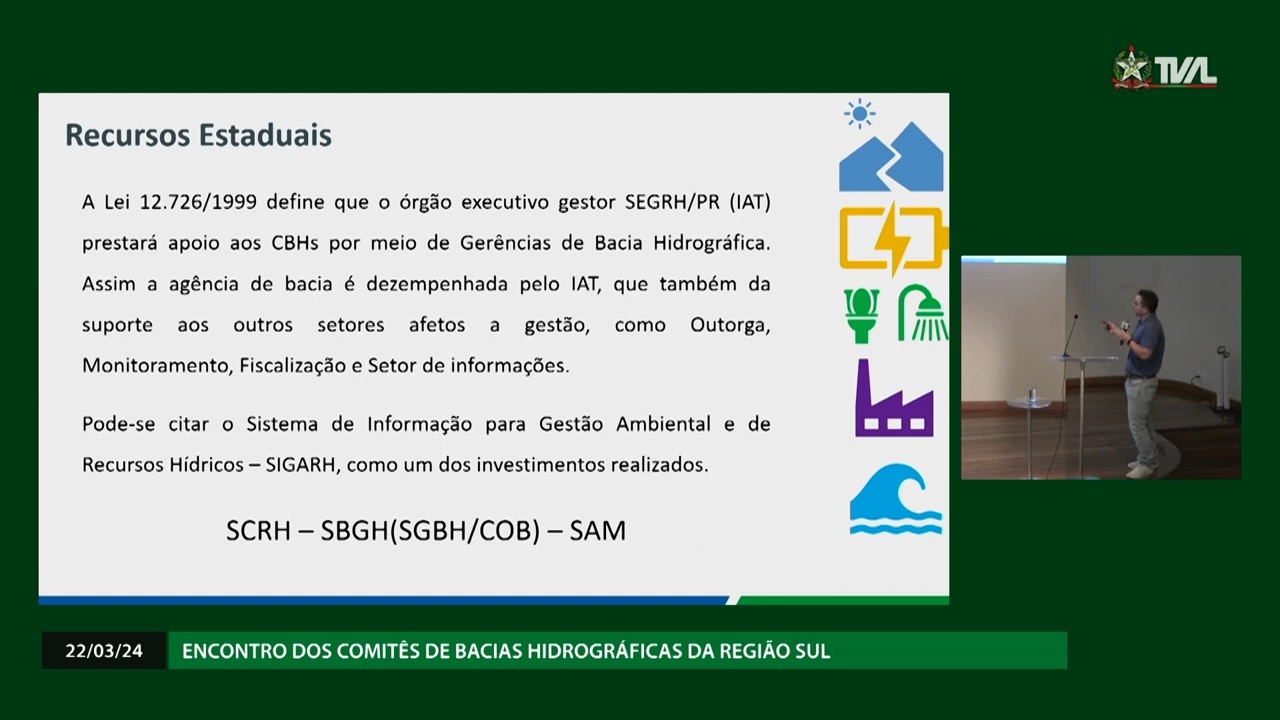 TVAL
Recursos Estaduais
A Lei 12.726/1999 define que o órgão executivo gestor SEGRH/PR (IAT)
prestará apoio aos CBHs por meio de Gerências de Bacia Hidrográfica.
Assim a agência de bacia é dezempenhada pelo IAT, que também da
suporte aos outros setores afetos a gestão, como Outorga,
Monitoramento, Fiscalização e Setor de informações.
Pode-se citar o Sistema de Informação para Gestão Ambiental e de
Recursos Hídricos – SIGARH, como um dos investimentos realizados.
SCRH – SBGH(SGBH/COB) – SAM
22/03/24 ENCONTRO DOS COMITÊS DE BACIAS HIDROGRÁFICAS DA REGIÃO SUL